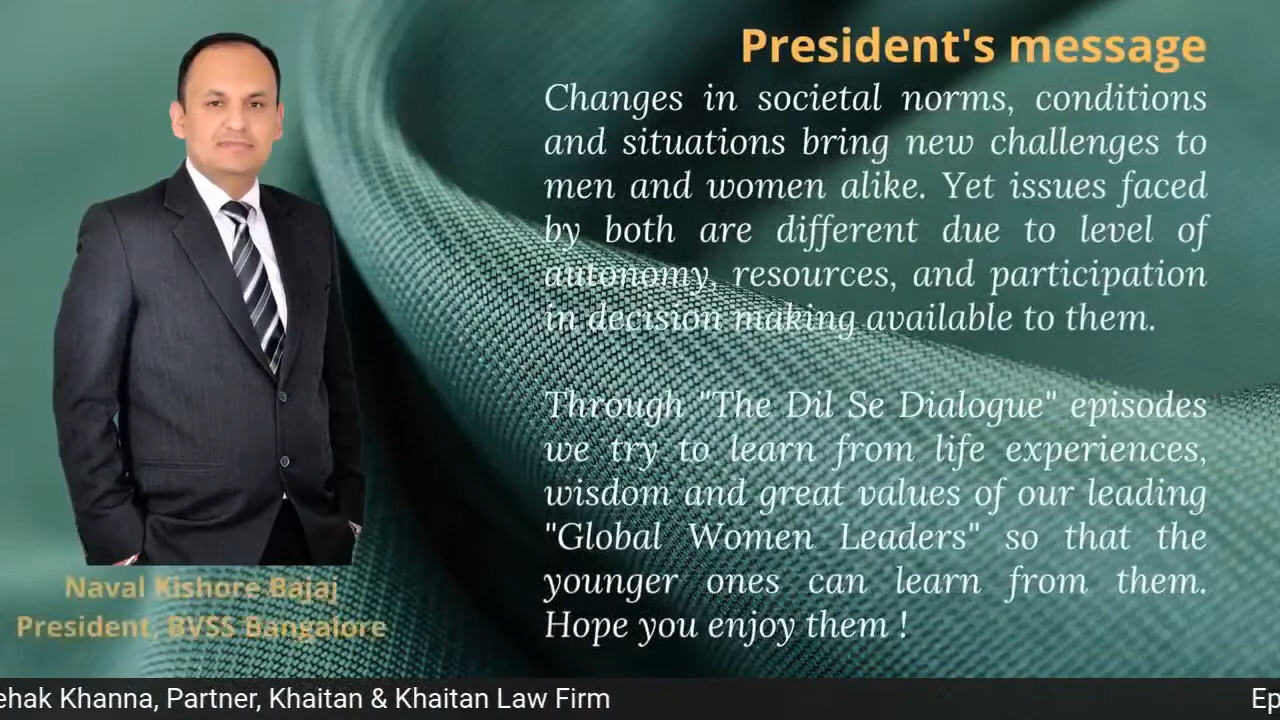 President's message
Changes in societal norms, conditions
and situations bring new challenges to
men and women alike. Yet issues faced
by both are different due to level of
autonomy, resources, and participation
in decision making available to them.
Through "The Dil Se Dialogue" episodes
we try to learn from life experiences,
wisdom and great values of our leading
"Global Women Leaders" so that the
younger ones can learn from them.
Hope you enjoy them !
Naval Kishore Bajaj
President, BVSS Bangalore
ehak Khanna, Partner, Khaitan & Khaitan Law Firm
Ep